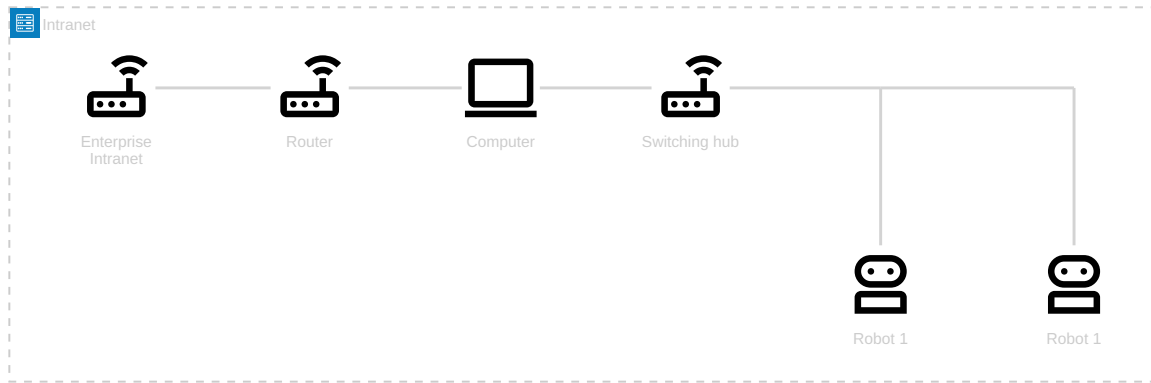 Intranet
Enterprise
Intranet
Router
Computer
Switching hub
Robot 1
Robot 1